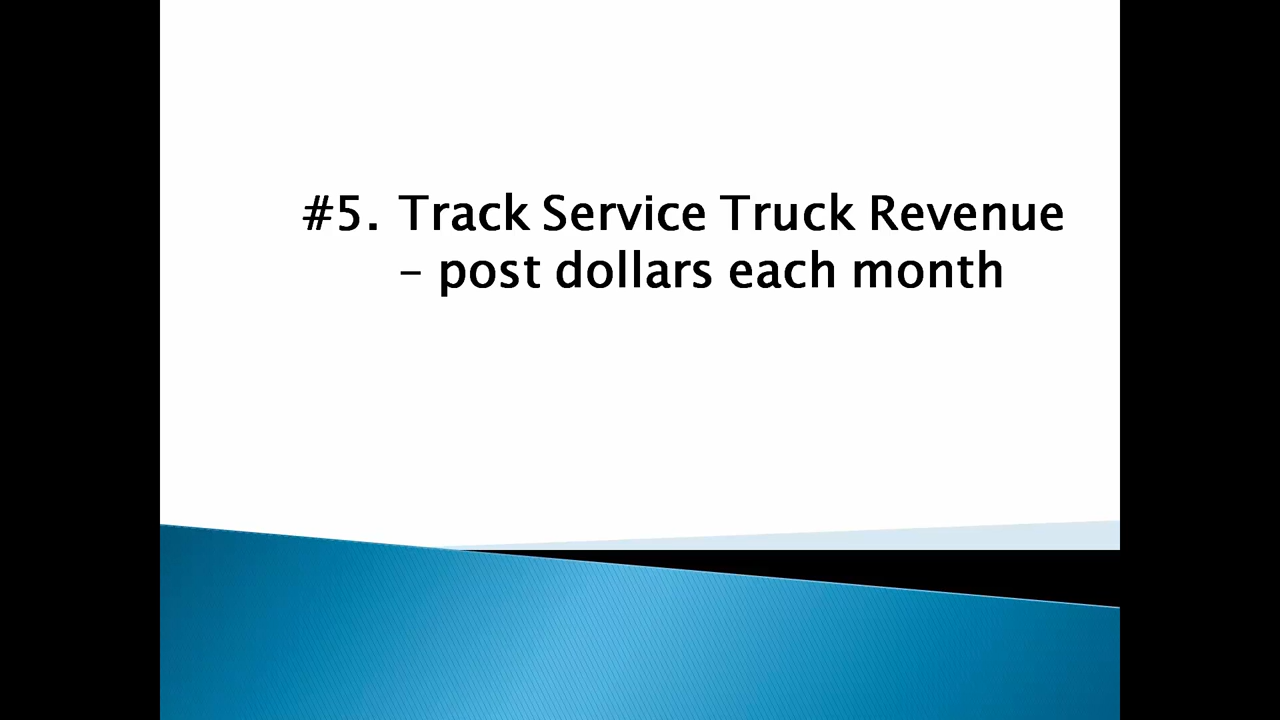 #5. Track Service Truck Revenue
– post dollars each month